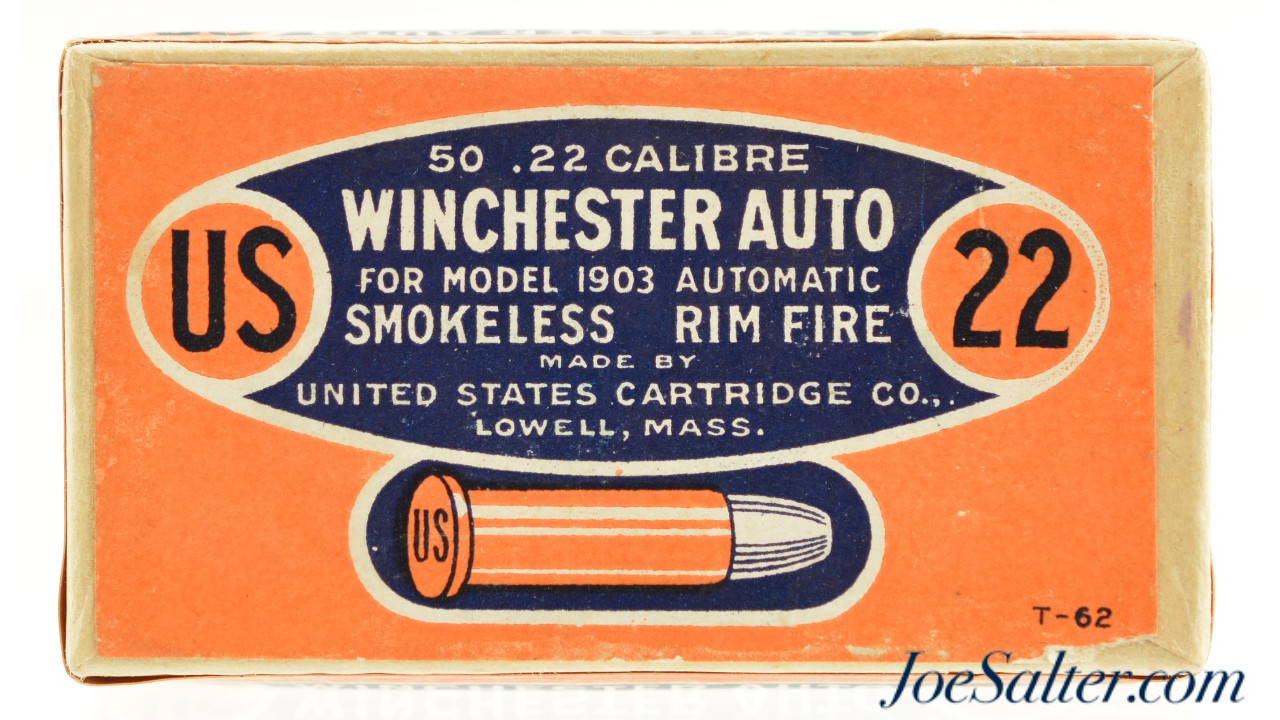 50 .22 CALIBRE
WINCHESTER AUTO
FOR MODEL 1903 AUTOMATIC
SMOKELESS RIM FIRE
MADE BY
UNITED STATES CARTRIDGE CO.,.
LOWELL, MASS.
US
22
US
T-62
JoeSalter.com